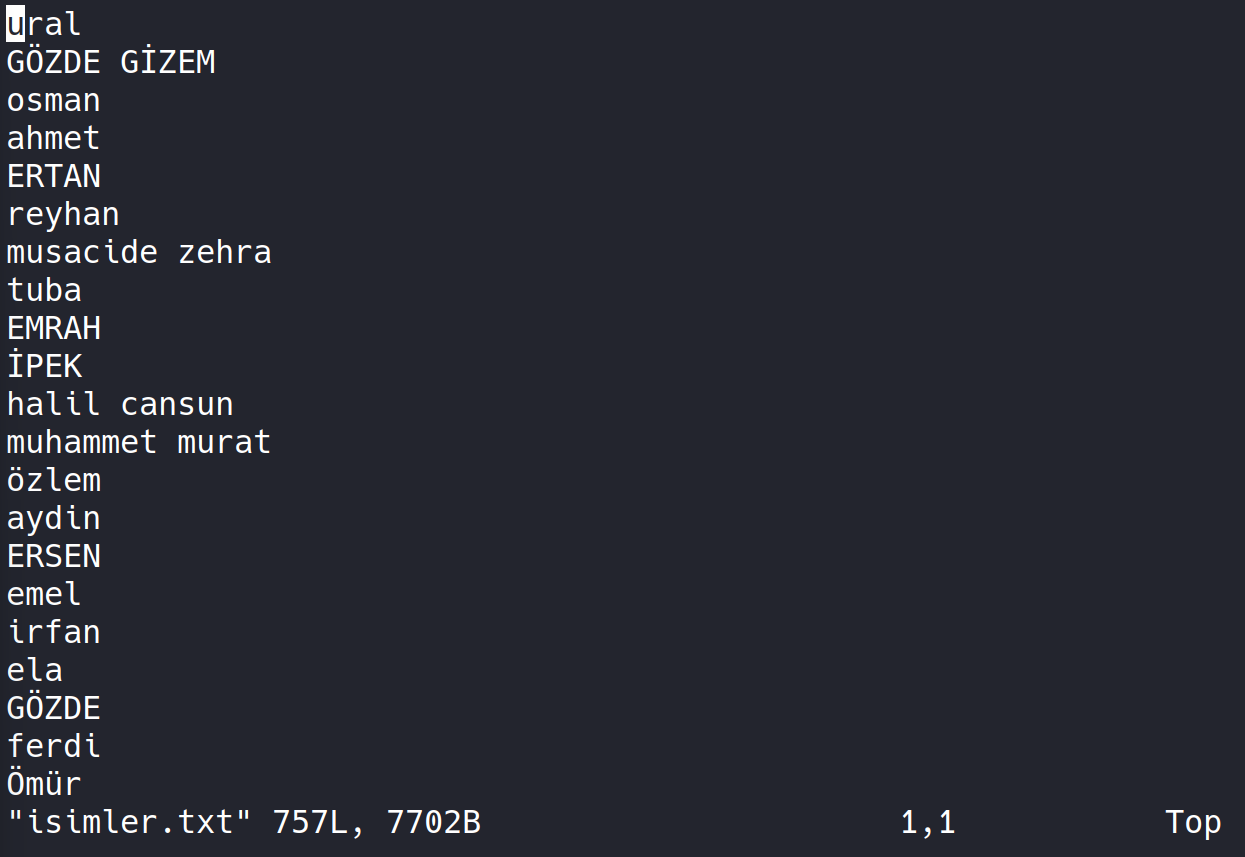 ural
GÖZDE GİZEM
osman
ahmet
ERTAN
reyhan
musacide zehra
tuba
EMRAH
İPEK
halil cansun
muhammet murat
özlem
aydin
ERSEN
emel
irfan
ela
GÖZDE
ferdi
Ömür
"isimler.txt" 757L, 7702B 1,1 Top